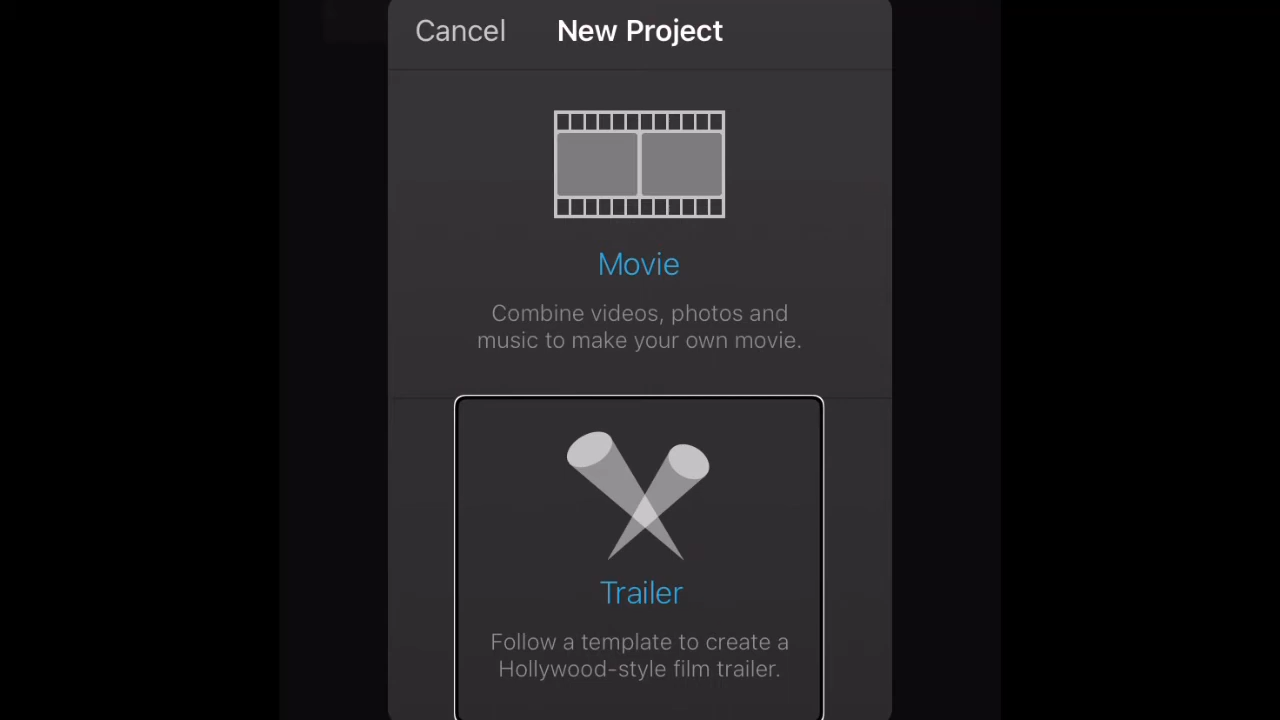 Cancel
New Project
Movie
Combine videos, photos and
music to make your own movie.
Trailer
Follow a template to create a
Hollywood-style film trailer.